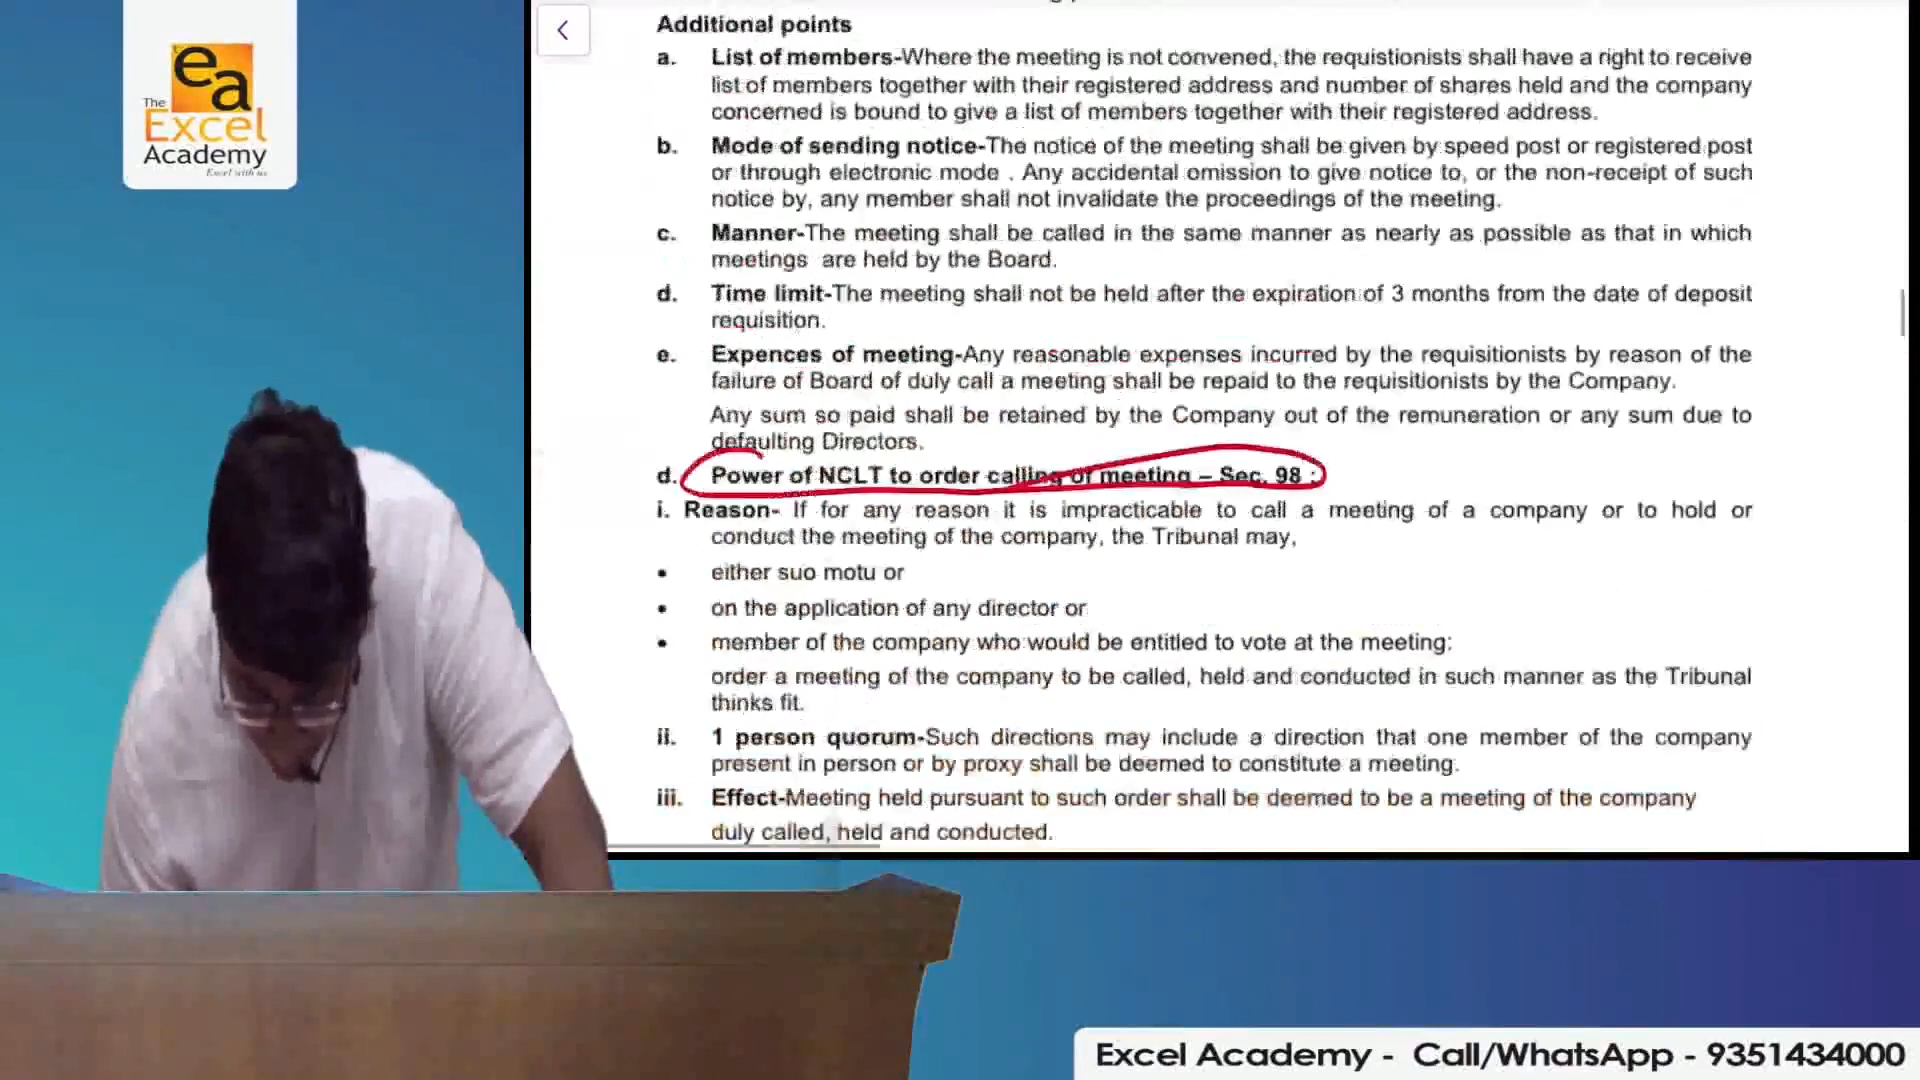 ea
The
Excel
Academy
Excel with us
Additional points
a. List of members-Where the meeting is not convened, the requistionists shall have a right to receive
list of members together with their registered address and number of shares held and the company
concerned is bound to give a list of members together with their registered address.
b. Mode of sending notice-The notice of the meeting shall be given by speed post or registered post
or through electronic mode . Any accidental omission to give notice to, or the non-receipt of such
notice by, any member shall not invalidate the proceedings of the meeting.
c. Manner-The meeting shall be called in the same manner as nearly as possible as that in which
meetings are held by the Board.
d. Time limit-The meeting shall not be held after the expiration of 3 months from the date of deposit
requisition.
e. Expences of meeting-Any reasonable expenses incurred by the requisitionists by reason of the
failure of Board of duly call a meeting shall be repaid to the requisitionists by the Company.
Any sum so paid shall be retained by the Company out of the remuneration or any sum due to
defaulting Directors.
d. Power of NCLT to order calling of meeting – Sec. 98 :
i. Reason- If for any reason it is impracticable to call a meeting of a company or to hold or
conduct the meeting of the company, the Tribunal may,
• either suo motu or
• on the application of any director or
• member of the company who would be entitled to vote at the meeting:
order a meeting of the company to be called, held and conducted in such manner as the Tribunal
thinks fit.
ii. 1 person quorum-Such directions may include a direction that one member of the company
present in person or by proxy shall be deemed to constitute a meeting.
iii. Effect-Meeting held pursuant to such order shall be deemed to be a meeting of the company
duly called, held and conducted.
Excel Academy - Call/WhatsApp - 9351434000